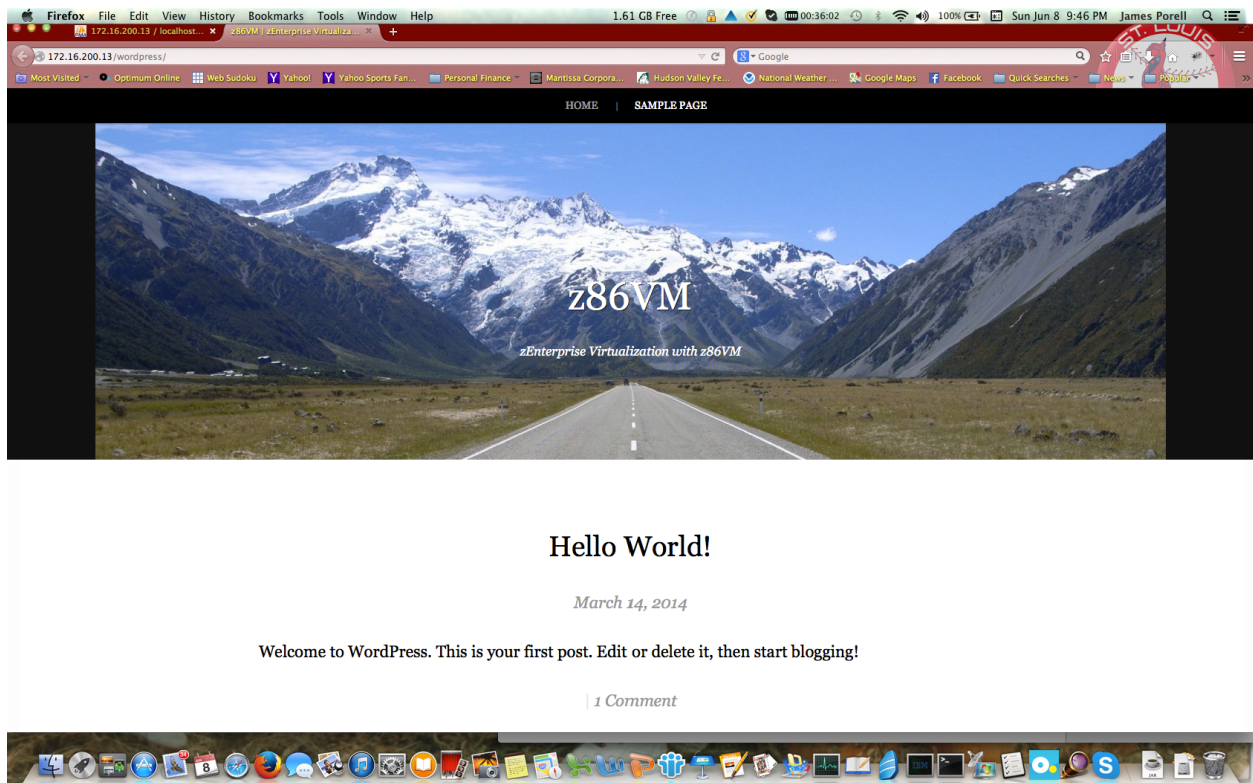 Firefox File Edit View History Bookmarks Tools Window Help 1.61 GB Free 00:36:02 100% Sun Jun 8 9:46 PM James Porell
172.16.200.13 / localhost... z86VM | zEnterprise Virtualiza...
172.16.200.13/wordpress/ Google
ST. LOUIS
Most Visited Optimum Online Web Sudoku Yahoo! Yahoo Sports Fan... Personal Finance Mantissa Corpora... Hudson Valley Fe... National Weather ... Google Maps Facebook Quick Searches News Popular
HOME | SAMPLE PAGE
z86VM
zEnterprise Virtualization with z86VM
Hello World!
March 14, 2014
Welcome to WordPress. This is your first post. Edit or delete it, then start blogging!
| 1 Comment